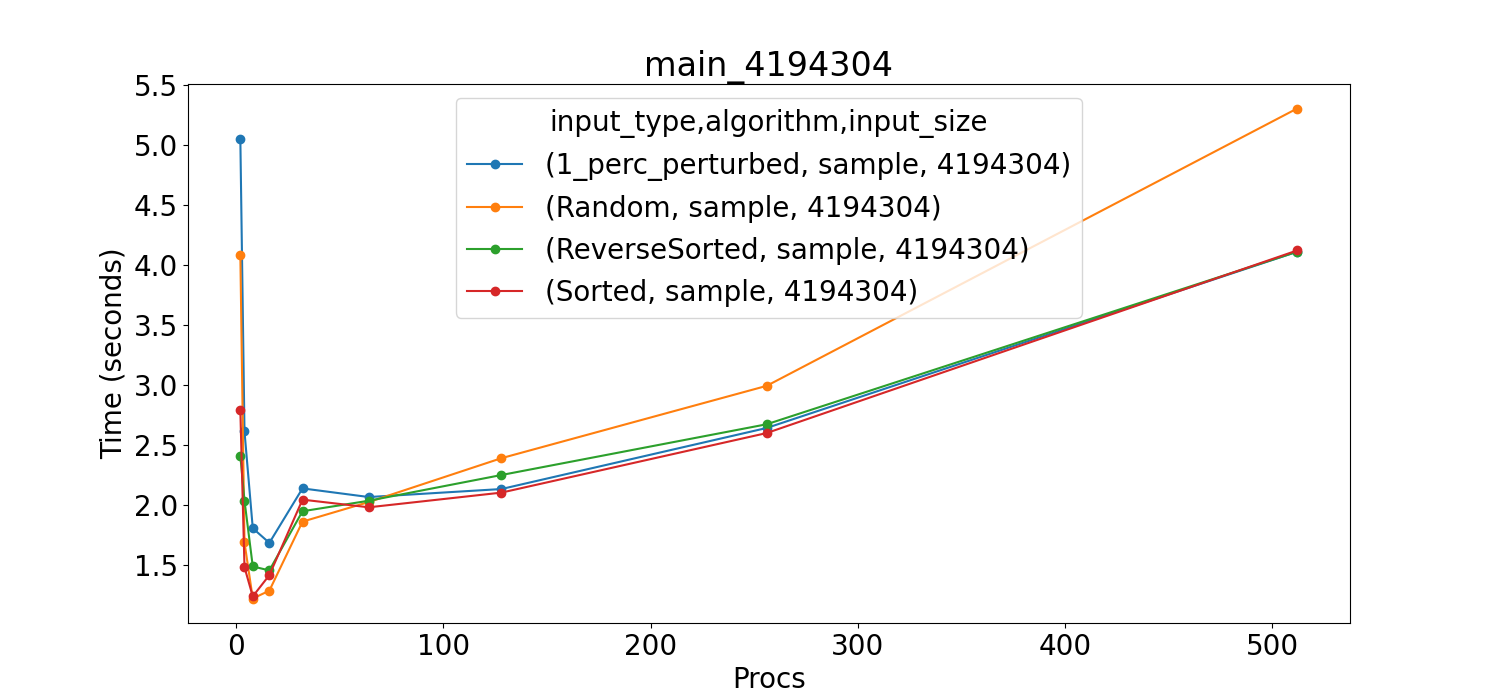 main_4194304
5.5
5.0
4.5
4.0
3.5
3.0
2.5
2.0
1.5
Time (seconds)
input_type,algorithm,input_size
(1_perc_perturbed, sample, 4194304)
(Random, sample, 4194304)
(ReverseSorted, sample, 4194304)
(Sorted, sample, 4194304)
0 100 200 300 400 500
Procs